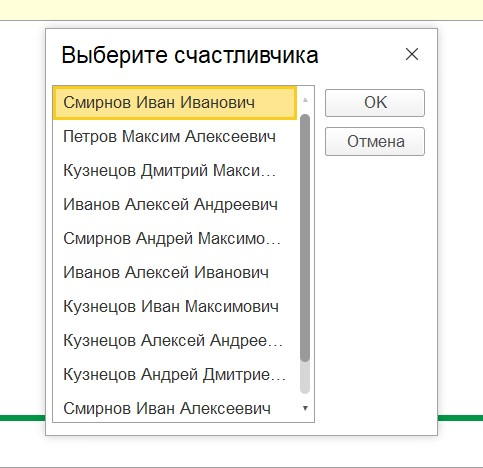 Выберите счастливчика
Смирнов Иван Иванович
Петров Максим Алексеевич
Кузнецов Дмитрий Макси...
Иванов Алексей Андреевич
Смирнов Андрей Максимо...
Иванов Алексей Иванович
Кузнецов Иван Максимович
Кузнецов Алексей Андрее...
Кузнецов Андрей Дмитрие...
Смирнов Иван Алексеевич
OK
Отмена